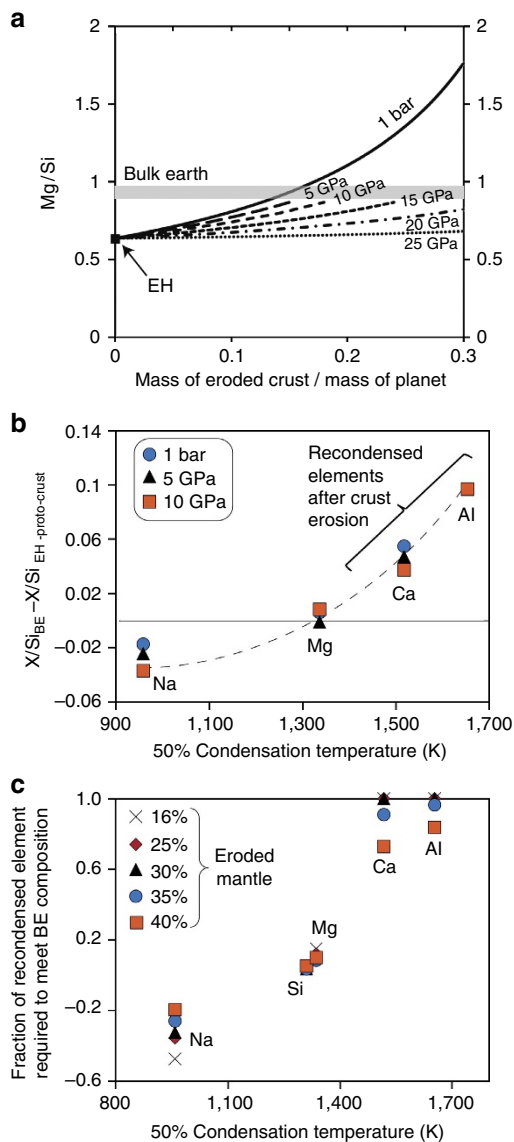 a
2
2
1.5
1.5
1 bar
Mg/Si
Bulk earth
1
1
5 GPa
10 GPa
15 GPa
20 GPa
25 GPa
0.5
0.5
EH
0
0
0
0.1
0.2
0.3
Mass of eroded crust / mass of planet
b
0.14
1 bar
5 GPa
10 GPa
Recondensed
elements
after crust
erosion
0.1
Al
0.06
Ca
0.02
X/Si BE –X/Si EH -proto-crust
Mg
–0.02
Na
–0.06
900
1,100
1,300
1,500
1,700
50% Condensation temperature (K)
c
1.0
16%
25%
30%
35%
40%
Eroded
mantle
Ca
Al
0.6
Mg
0.2
Si
–0.2
Na
–0.6
Fraction of recondensed element
required to meet BE composition
800
1,100
1,400
1,700
50% Condensation temperature (K)